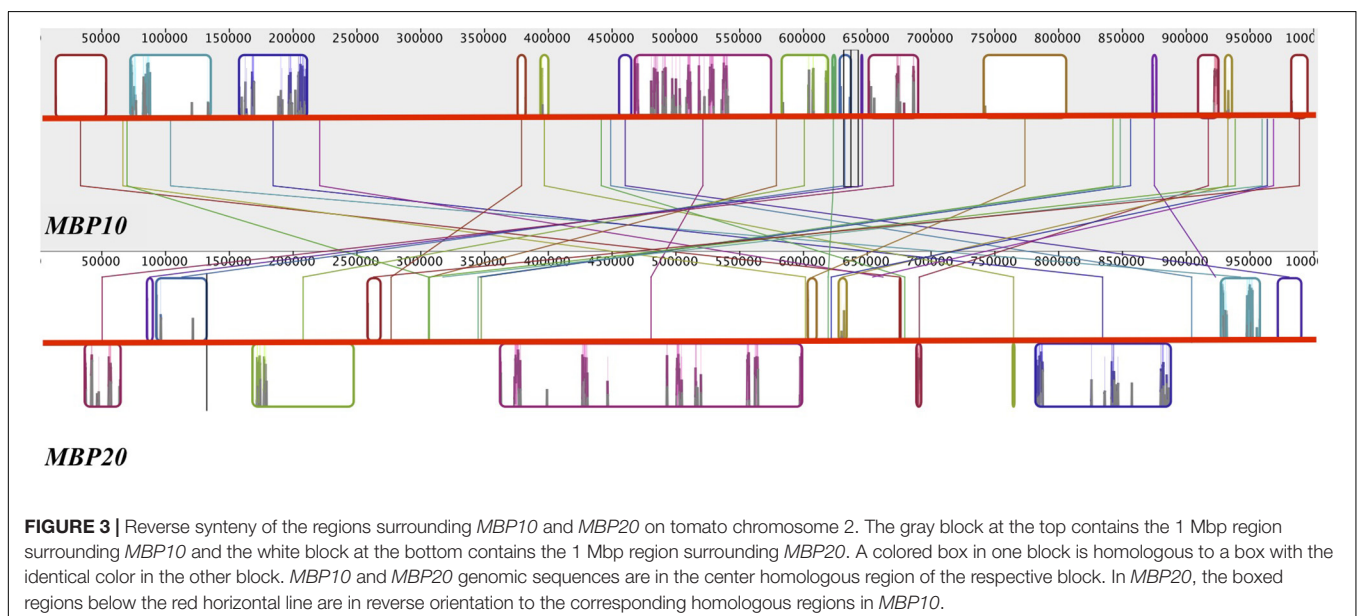 50000 100000 150000 200000 250000 300000 350000 400000 450000 500000 550000 600000 650000 700000 750000 800000 850000 900000 950000 1000
MBP10
50000 100000 150000 200000 250000 300000 350000 400000 450000 500000 550000 600000 650000 700000 750000 800000 850000 900000 950000 1000
MBP20
FIGURE 3 | Reverse synteny of the regions surrounding MBP10 and MBP20 on tomato chromosome 2. The gray block at the top contains the 1 Mbp region
surrounding MBP10 and the white block at the bottom contains the 1 Mbp region surrounding MBP20. A colored box in one block is homologous to a box with the
identical color in the other block. MBP10 and MBP20 genomic sequences are in the center homologous region of the respective block. In MBP20, the boxed
regions below the red horizontal line are in reverse orientation to the corresponding homologous regions in MBP10.